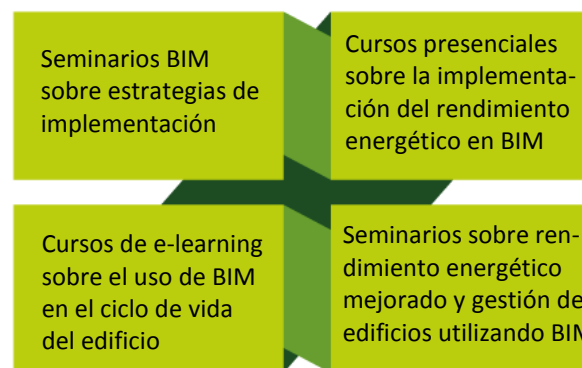 Seminarios BIM
sobre estrategias de
implementación
Cursos presenciales
sobre la implementa-
ción del rendimiento
energético en BIM
Cursos de e-learning
sobre el uso de BIM
en el ciclo de vida
del edificio
Seminarios sobre ren-
dimiento energético
mejorado y gestión de
edificios utilizando BIM